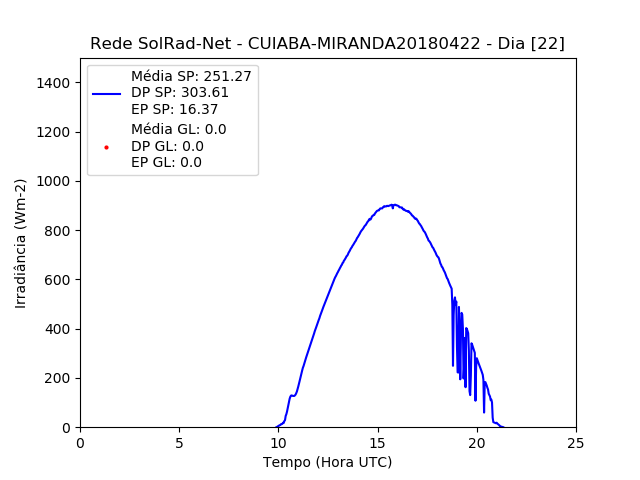 Rede SolRad-Net - CUIABA-MIRANDA20180422 - Dia [22]
1400
1200
1000
800
600
400
200
0
Irradiância (Wm-2)
Média SP: 251.27
DP SP: 303.61
EP SP: 16.37
Média GL: 0.0
DP GL: 0.0
EP GL: 0.0
0 5 10 15 20 25
Tempo (Hora UTC)